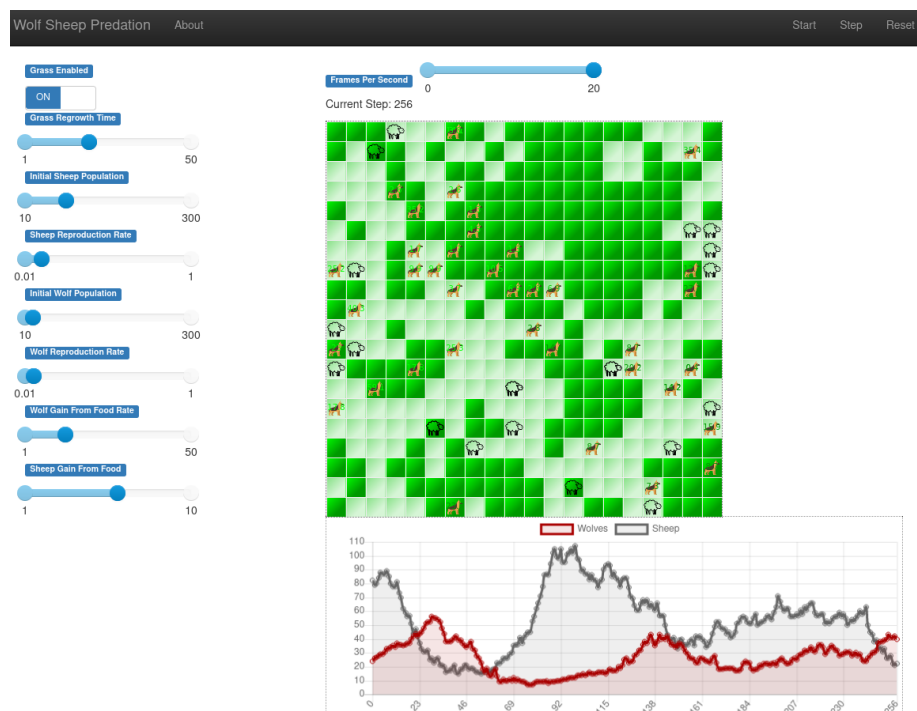 Wolf Sheep Predation About Start Step Reset
Grass Enabled
ON
Grass Regrowth Time
1 50
Initial Sheep Population
10 300
Sheep Reproduction Rate
0.01 1
Initial Wolf Population
10 300
Wolf Reproduction Rate
0.01 1
Wolf Gain From Food Rate
1 50
Sheep Gain From Food
1 10
Frames Per Second
0 20
Current Step: 256
Wolves Sheep
110
100
90
80
70
60
50
40
30
20
10
0
0 23 46 69 92 115 138 161 184 207 230 256